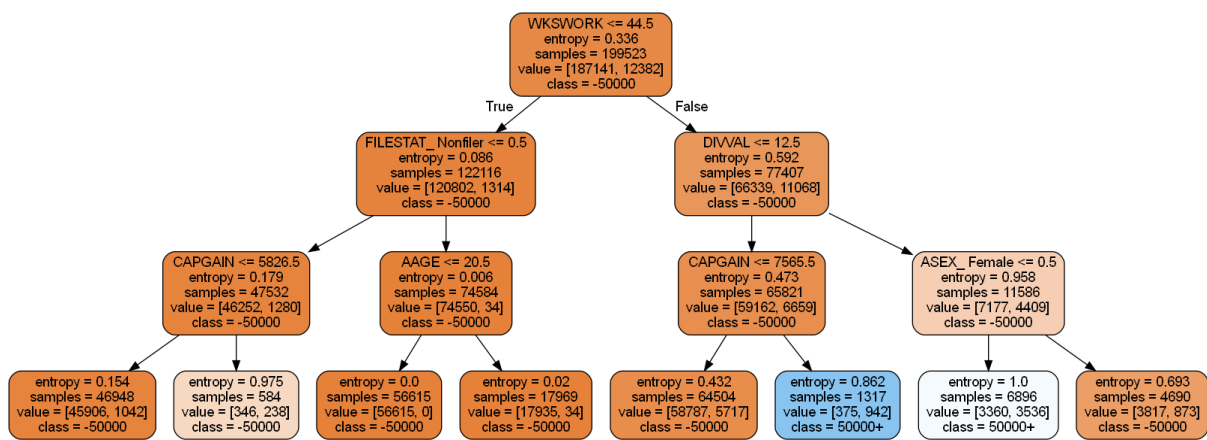 WKSWORK <= 44.5
entropy = 0.336
samples = 199523
value = [187141, 12382]
class = -50000
True
False
FILESTAT_ Nonfiler <= 0.5
entropy = 0.086
samples = 122116
value = [120802, 1314]
class = -50000
DIVVAL <= 12.5
entropy = 0.592
samples = 77407
value = [66339, 11068]
class = -50000
CAPGAIN <= 5826.5
entropy = 0.179
samples = 47532
value = [46252, 1280]
class = -50000
AAGE <= 20.5
entropy = 0.006
samples = 74584
value = [74550, 34]
class = -50000
CAPGAIN <= 7565.5
entropy = 0.473
samples = 65821
value = [59162, 6659]
class = -50000
ASEX_ Female <= 0.5
entropy = 0.958
samples = 11586
value = [7177, 4409]
class = -50000
entropy = 0.154
samples = 46948
value = [45906, 1042]
class = -50000
entropy = 0.975
samples = 584
value = [346, 238]
class = -50000
entropy = 0.0
samples = 56615
value = [56615, 0]
class = -50000
entropy = 0.02
samples = 17969
value = [17935, 34]
class = -50000
entropy = 0.432
samples = 64504
value = [58787, 5717]
class = -50000
entropy = 0.862
samples = 1317
value = [375, 942]
class = 50000+
entropy = 1.0
samples = 6896
value = [3360, 3536]
class = 50000+
entropy = 0.693
samples = 4690
value = [3817, 873]
class = -50000